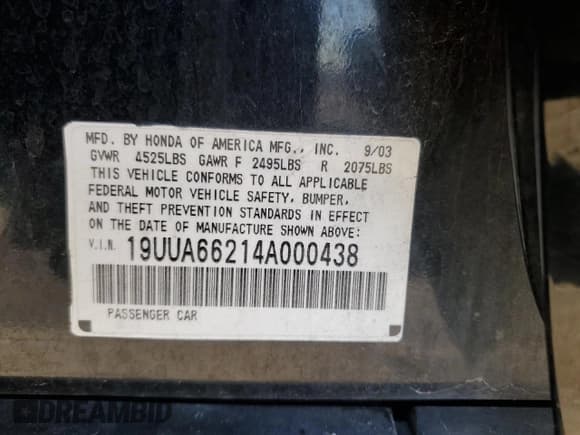 MFD. BY HONDA OF AMERICA MFG., INC. 9/03
GVWR 4525LBS GAWR F 2495LBS R 2075LBS
THIS VEHICLE CONFORMS TO ALL APPLICABLE
FEDERAL MOTOR VEHICLE SAFETY, BUMPER,
AND THEFT PREVENTION STANDARDS IN EFFECT
ON THE DATE OF MANUFACTURE SHOWN ABOVE:
V.I.N. 19UUA66214A000438
PASSENGER CAR
DREAMBID